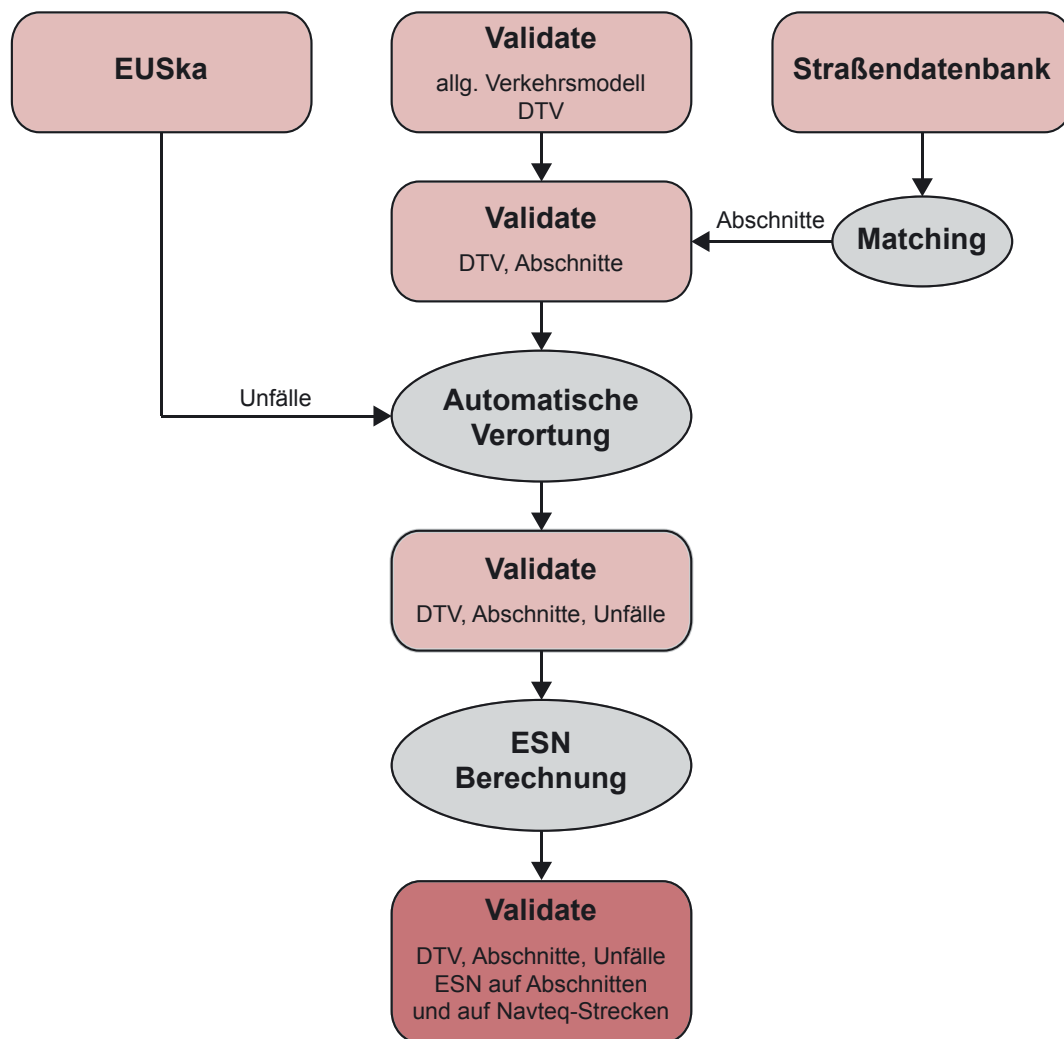 EUSka
Validate
allg. Verkehrsmodell
DTV
Straßendatenbank
Validate
DTV, Abschnitte
Abschnitte
Matching
Unfälle
Automatische
Verortung
Validate
DTV, Abschnitte, Unfälle
ESN
Berechnung
Validate
DTV, Abschnitte, Unfälle
ESN auf Abschnitten
und auf Navteq-Strecken